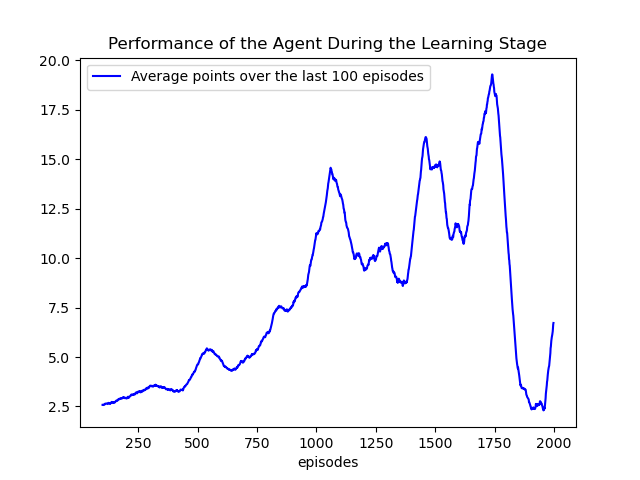 Performance of the Agent During the Learning Stage
Average points over the last 100 episodes
20.0
17.5
15.0
12.5
10.0
7.5
5.0
2.5
250 500 750 1000 1250 1500 1750 2000
episodes